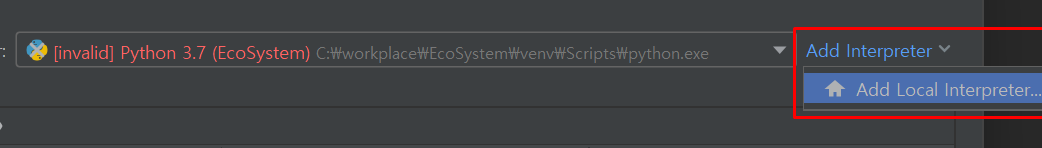 r: [invalid] Python 3.7 (EcoSystem) C:₩workplace₩EcoSystem₩venv₩Scripts₩python.exe Add Interpreter
Add Local Interpreter...